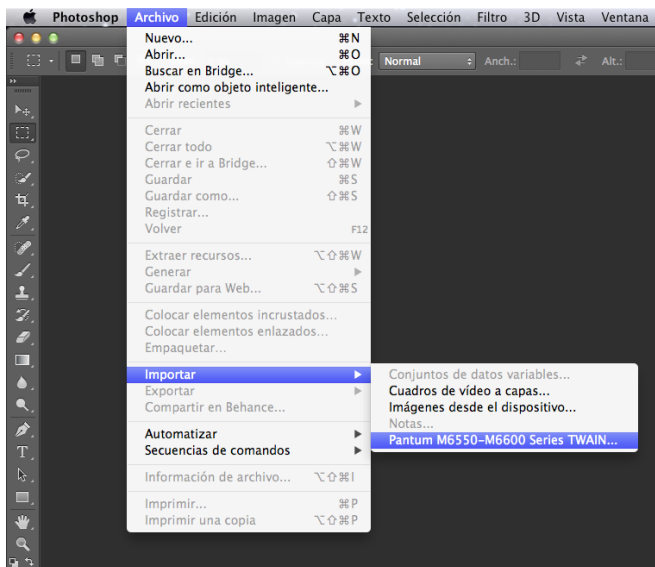 Photoshop Archivo Edición Imagen Capa Texto Selección Filtro 3D Vista Ventana
Nuevo... ⌘N
Abrir... ⌘O
Buscar en Bridge... ⌥⌘O
Abrir como objeto inteligente...
Abrir recientes
Cerrar ⌘W
Cerrar todo ⌥⌘W
Cerrar e ir a Bridge... ⇧⌘W
Guardar ⌘S
Guardar como... ⇧⌘S
Registrar...
Volver F12
Extraer recursos... ⌥⇧⌘W
Generar
Guardar para Web... ⌥⇧⌘S
Colocar elementos incrustados...
Colocar elementos enlazados...
Empaquetar...
Importar
Exportar
Compartir en Behance...
Automatizar
Secuencias de comandos
Información de archivo... ⌥⇧⌘I
Imprimir... ⌘P
Imprimir una copia ⌥⇧⌘P
Normal Anch.: Alt.:
Conjuntos de datos variables...
Cuadros de vídeo a capas...
Imágenes desde el dispositivo...
Notas...
Pantum M6550-M6600 Series TWAIN...